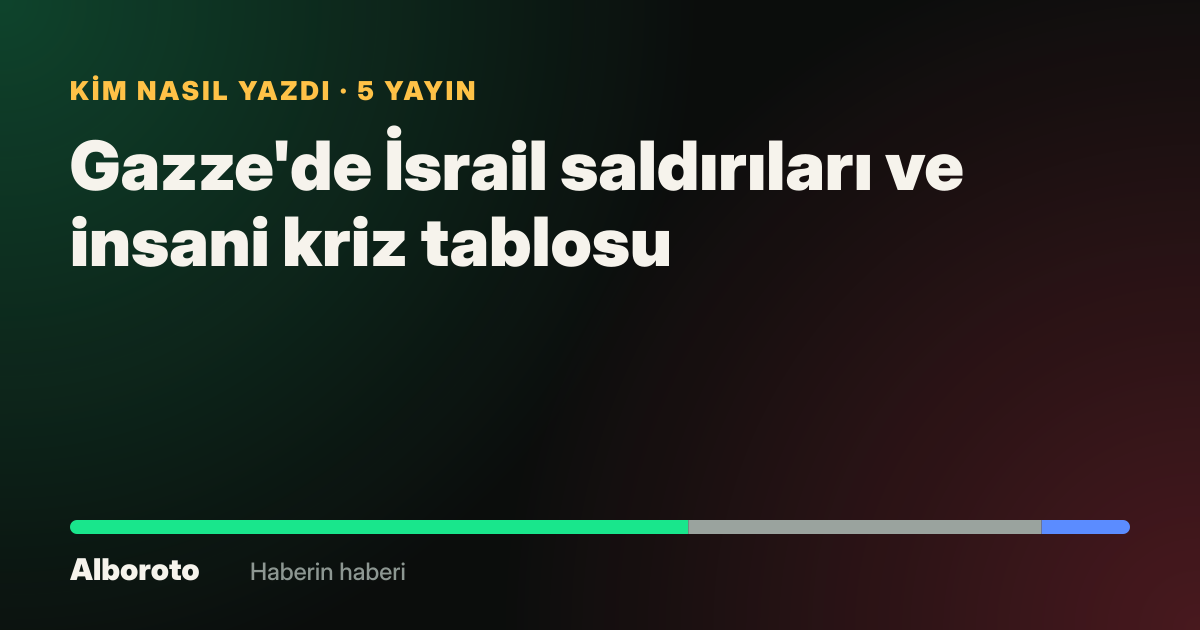 KİM NASIL YAZDI · 5 YAYIN
Gazze'de İsrail saldırıları ve
insani kriz tablosu
Alboroto
Haberin haberi